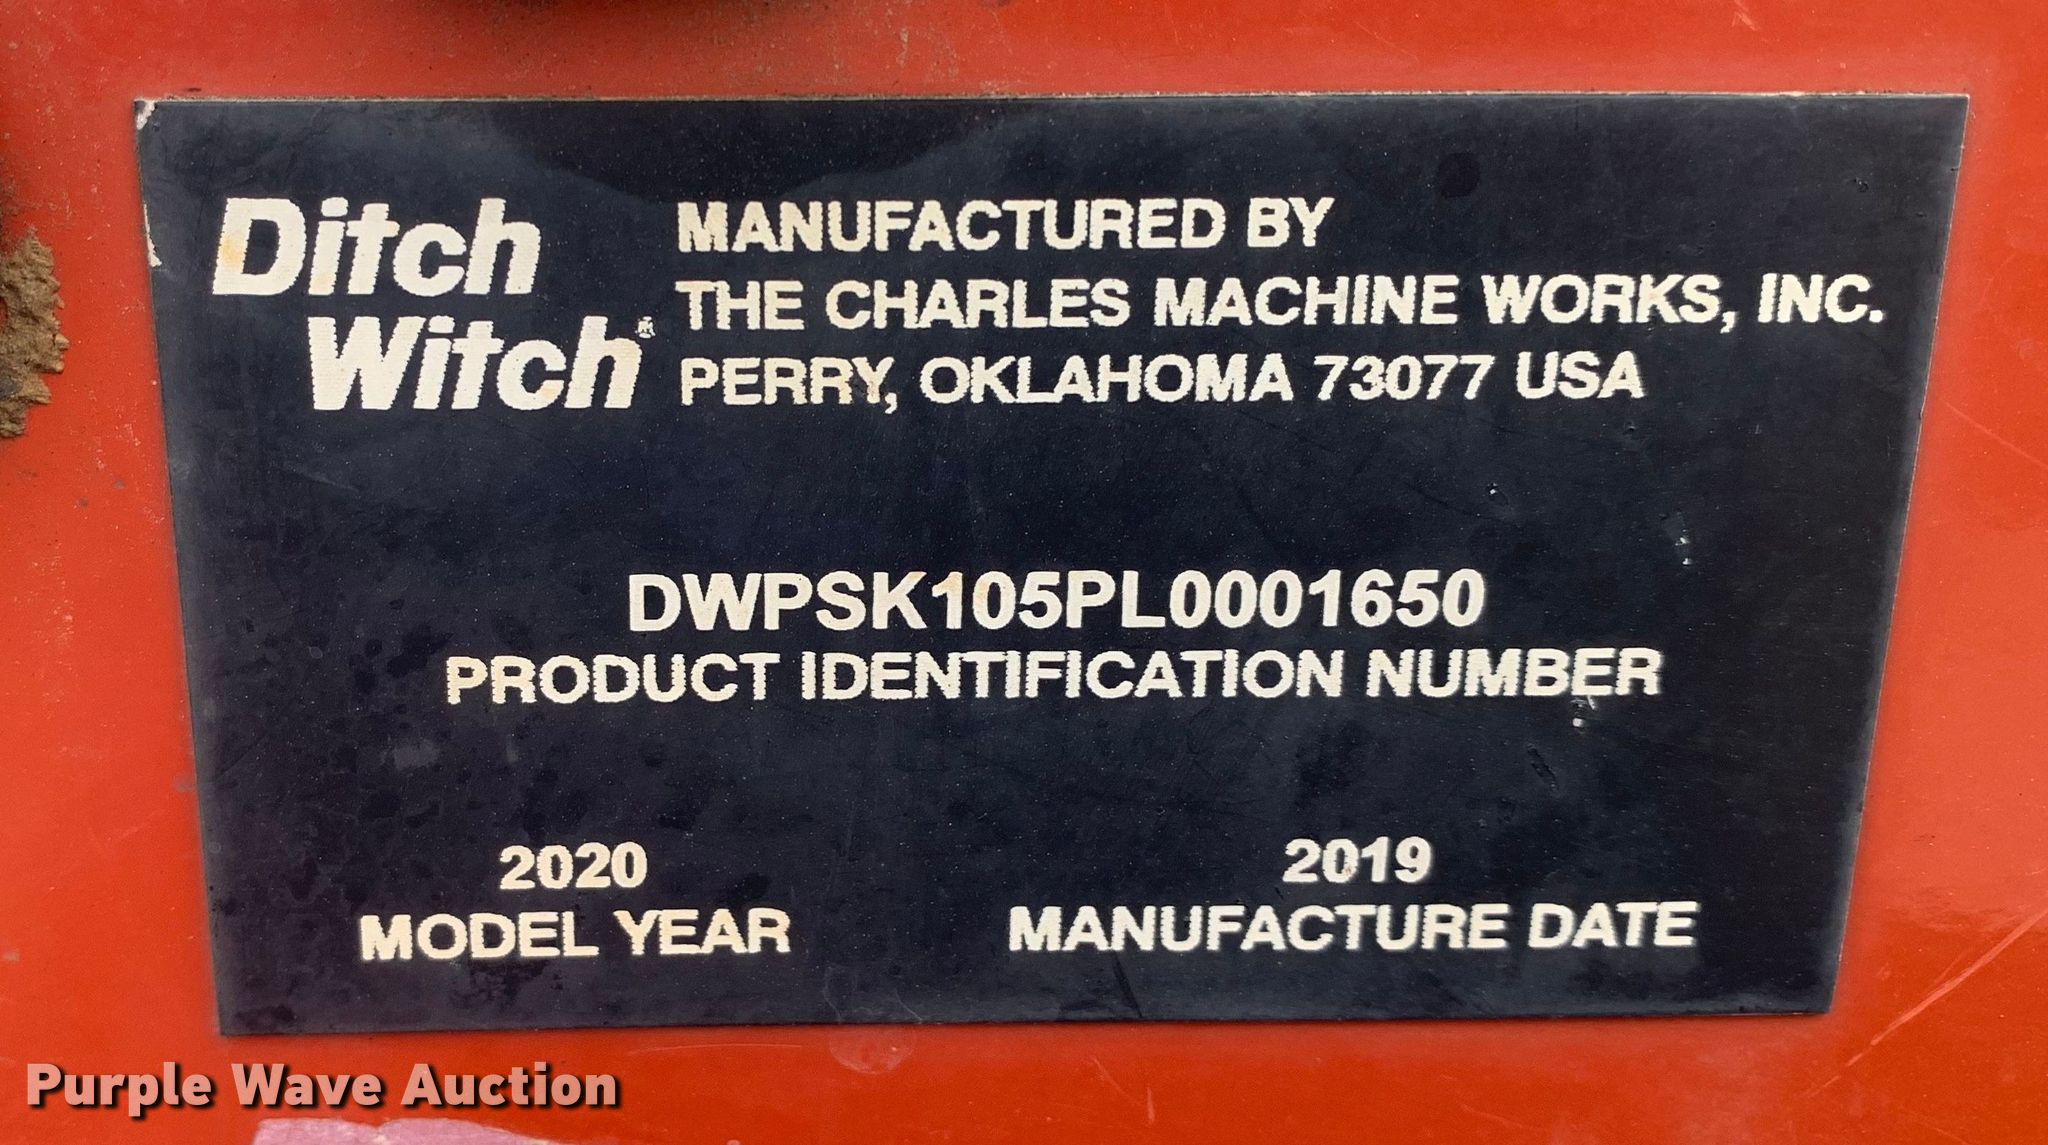 Ditch
Witch
MANUFACTURED BY
THE CHARLES MACHINE WORKS, INC.
PERRY, OKLAHOMA 73077 USA
DWPSK105PL0001650
PRODUCT IDENTIFICATION NUMBER
2020
MODEL YEAR
2019
MANUFACTURE DATE
Purple Wave Auction